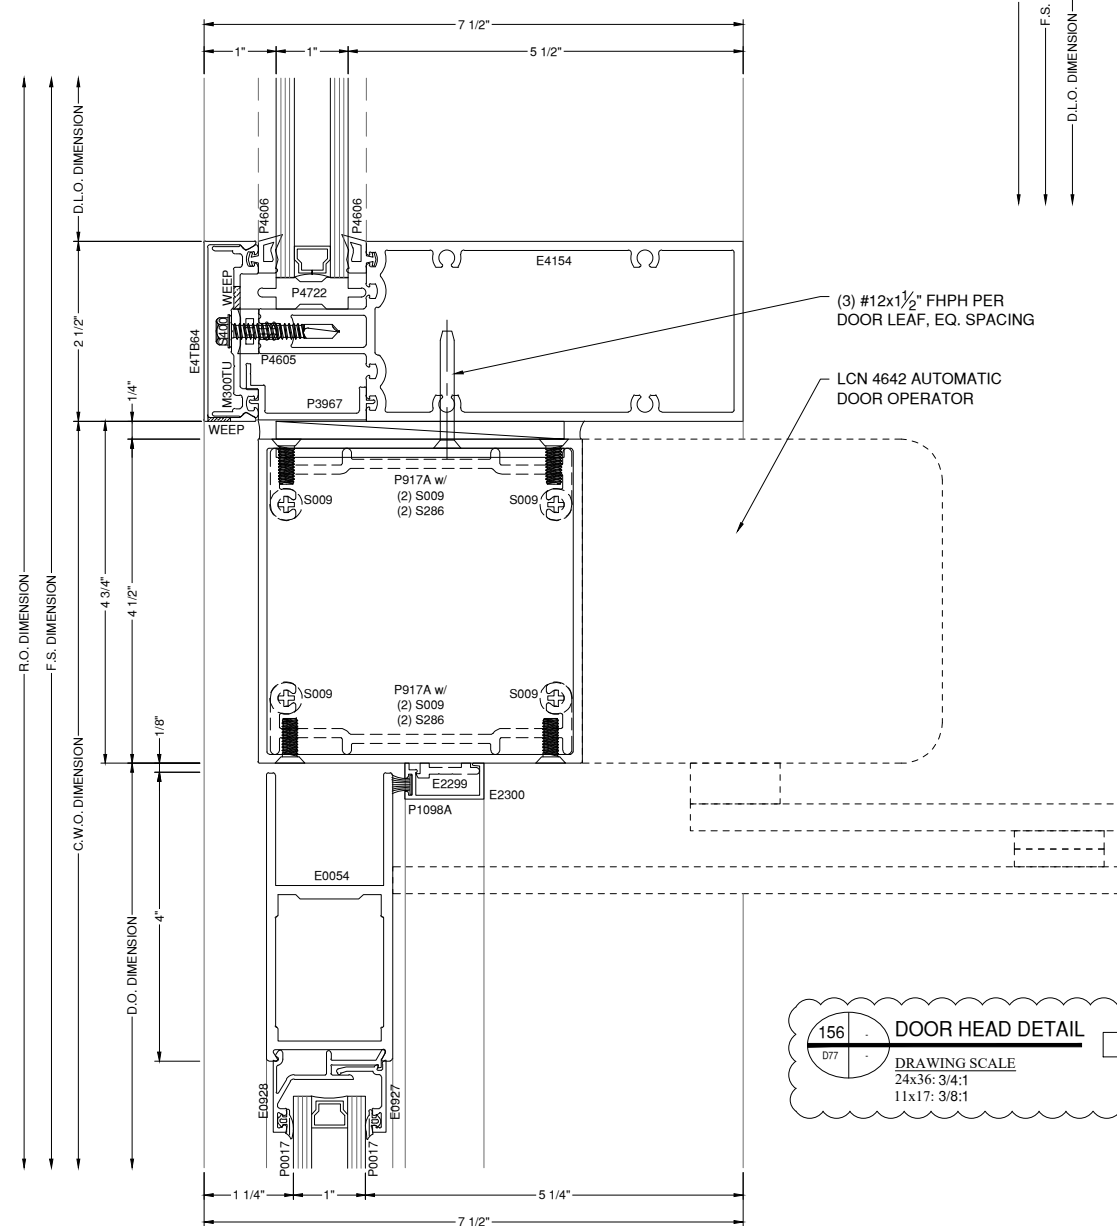 7 1/2"
1"
1"
5 1/2"
F.S.
D.L.O. DIMENSION
D.L.O. DIMENSION
P4606
P4606
E4154
WEEP
P4722
S400
E4TB64
M300TU
P4605
P3967
WEEP
2 1/2"
1/4"
(3) #12x1 1/2" FHPH PER
DOOR LEAF, EQ. SPACING
LCN 4642 AUTOMATIC
DOOR OPERATOR
P917A w/
(2) S009
(2) S286
S009
S009
R.O. DIMENSION
F.S. DIMENSION
4 3/4"
4 1/2"
S009
P917A w/
(2) S009
(2) S286
S009
1/8"
C.W.O. DIMENSION
E2299
E2300
P1098A
E0054
4"
D.O. DIMENSION
E0928
E0927
P0017
P0017
156
-
D77
-
DOOR HEAD DETAIL
DRAWING SCALE
24x36: 3/4:1
11x17: 3/8:1
1 1/4"
1"
5 1/4"
7 1/2"